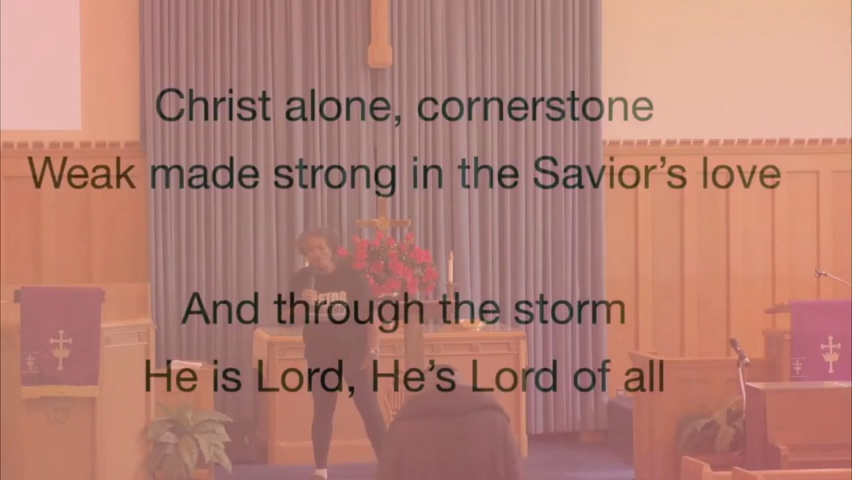 Christ alone, cornerstone
Weak made strong in the Savior's love
And through the storm
He is Lord, He's Lord of all